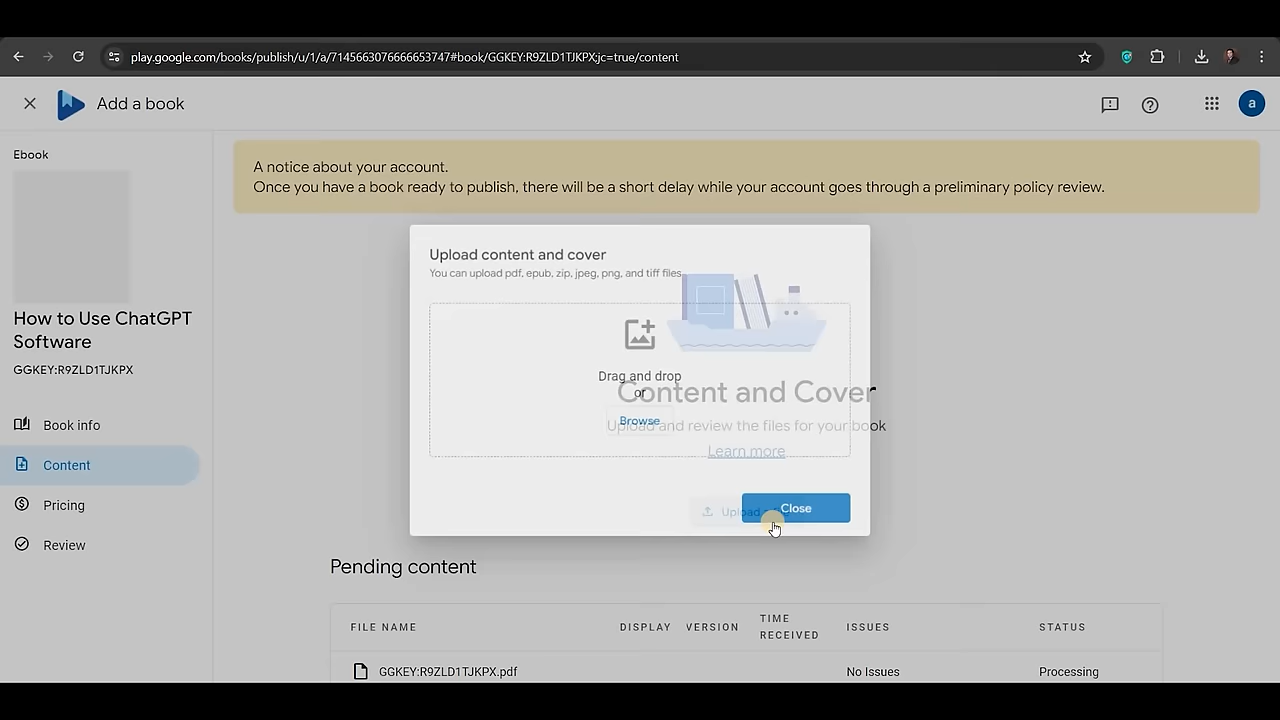 play.google.com/books/publish/u/1/a/7145663076666653747#book/GGKEY:R9ZLD1TJKPX;jc=true/content
Add a book
a
Ebook
A notice about your account.
Once you have a book ready to publish, there will be a short delay while your account goes through a preliminary policy review.
How to Use ChatGPT
Software
GGKEY:R9ZLD1TJKPX
Book info
Content
Pricing
Review
Upload content and cover
You can upload pdf, epub, zip, jpeg, png, and tiff files.
Drag and drop
or
Browse
Content and Cover
Upload and review the files for your book
Learn more
Upload
Close
Pending content
FILE NAME
DISPLAY
VERSION
TIME
RECEIVED
ISSUES
STATUS
GGKEY:R9ZLD1TJKPX.pdf
No Issues
Processing